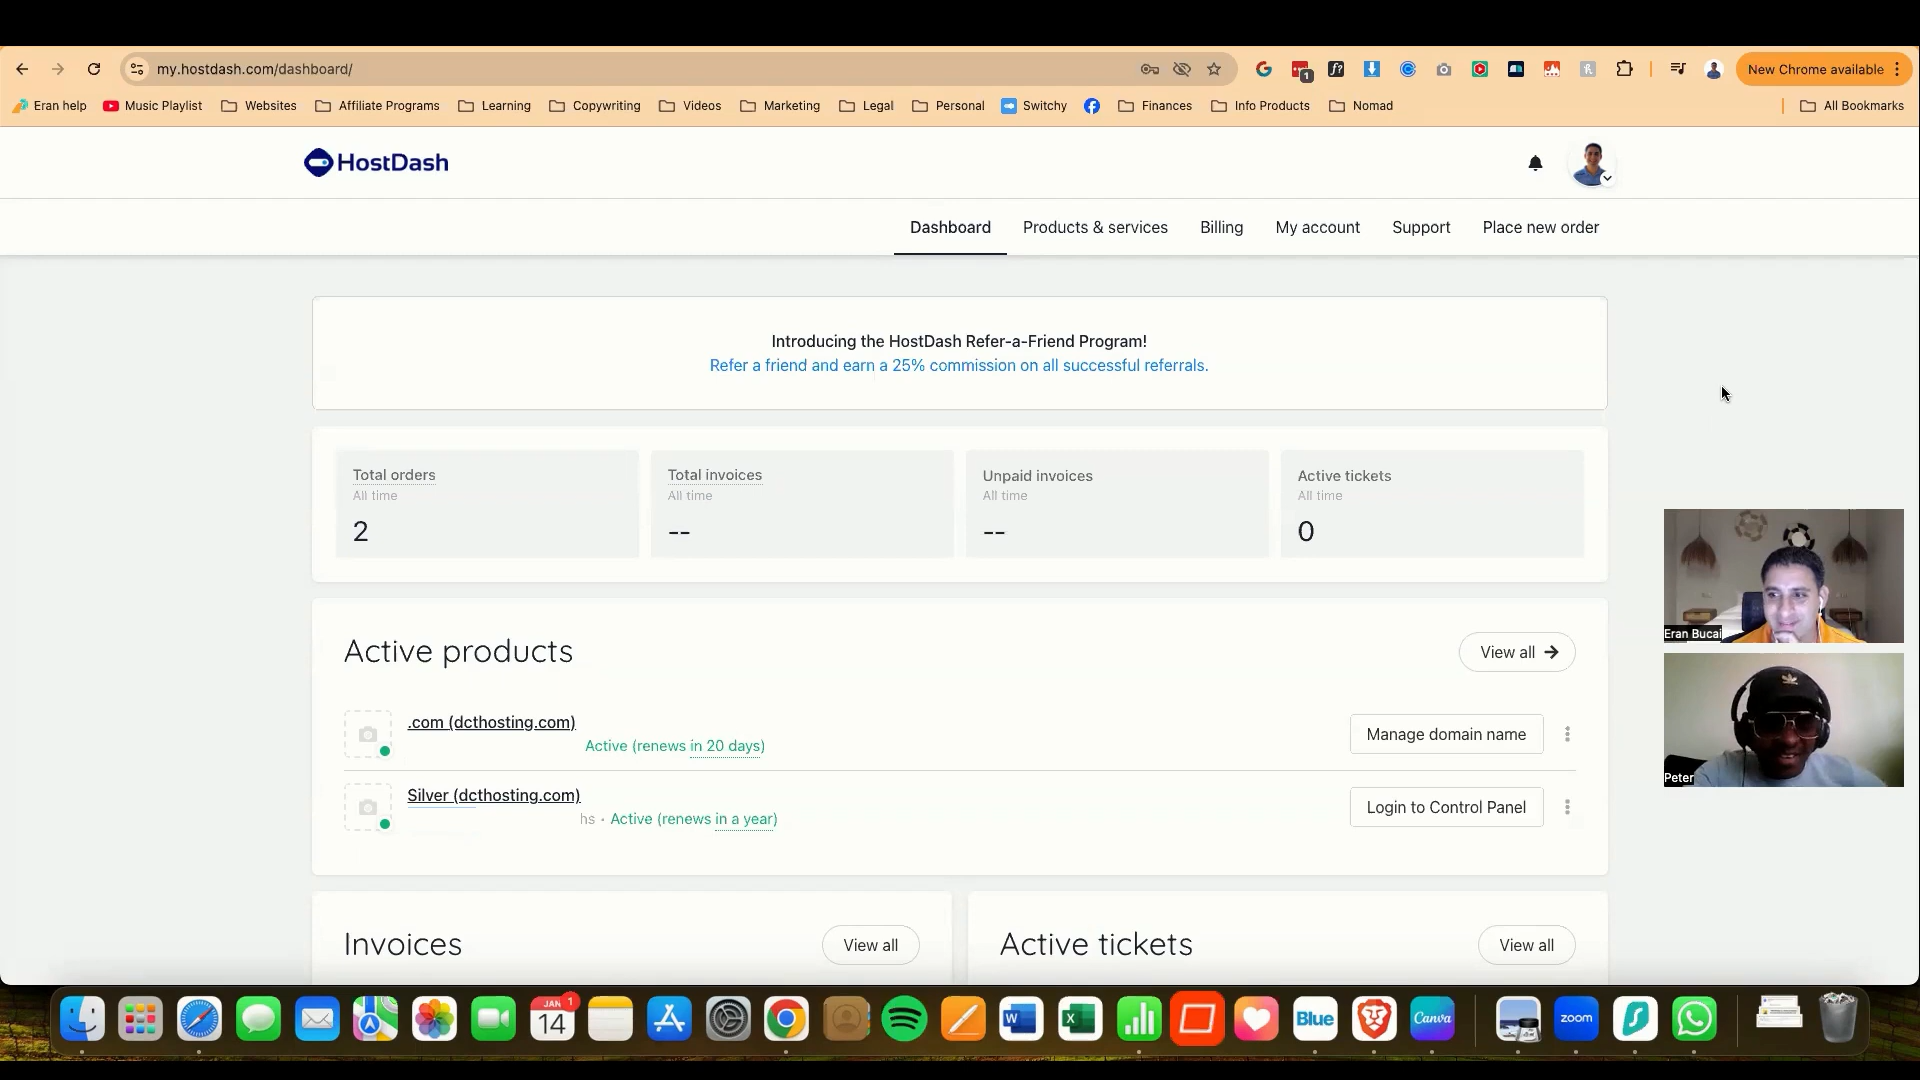 my.hostdash.com/dashboard/
1
New Chrome available
Eran help
Music Playlist
Websites
Affiliate Programs
Learning
Copywriting
Videos
Marketing
Legal
Personal
Switchy
Finances
Info Products
Nomad
All Bookmarks
HostDash
Dashboard
Products & services
Billing
My account
Support
Place new order
Introducing the HostDash Refer-a-Friend Program!
Refer a friend and earn a 25% commission on all successful referrals.
Total orders
All time
2
Total invoices
All time
--
Unpaid invoices
All time
--
Active tickets
All time
0
Eran Bucai
Peter
Active products
View all
.com (dcthosting.com)
Active (renews in 20 days)
Manage domain name
Silver (dcthosting.com)
hs • Active (renews in a year)
Login to Control Panel
Invoices
View all
Active tickets
View all
JAN
14
1
W
X
Blue
Canva
zoom